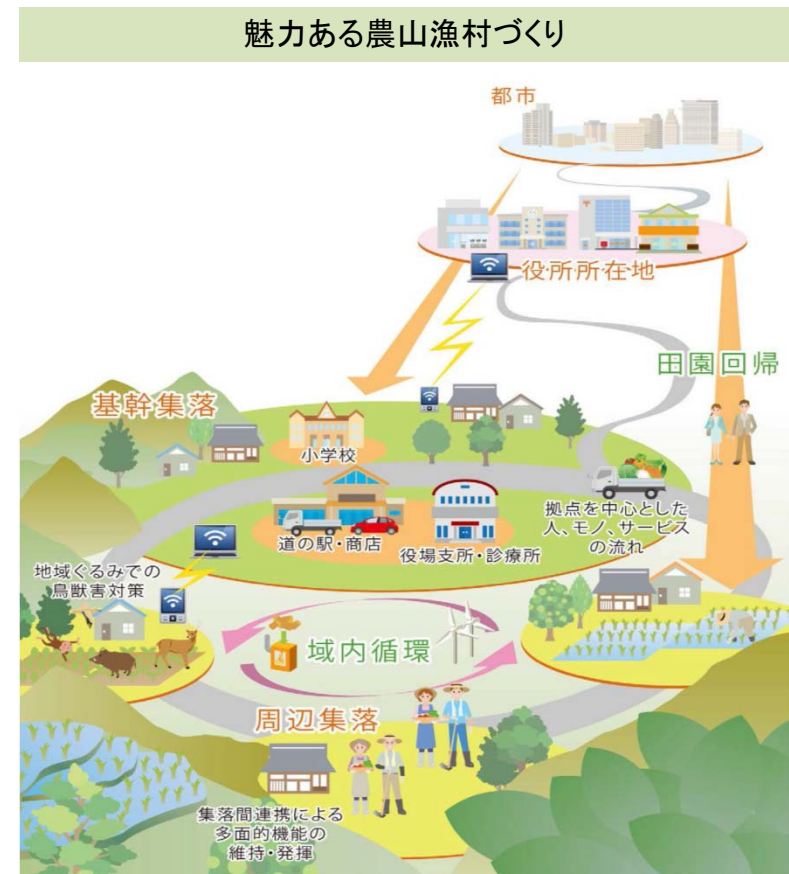 魅力ある農山漁村づくり
都市
役所所在地
田園回帰
基幹集落
小学校
拠点を中心とした
人、モノ、サービス
の流れ
道の駅・商店
役場支所・診療所
地域ぐるみでの
鳥獣害対策
域内循環
周辺集落
集落間連携による
多面的機能の
維持・発揮